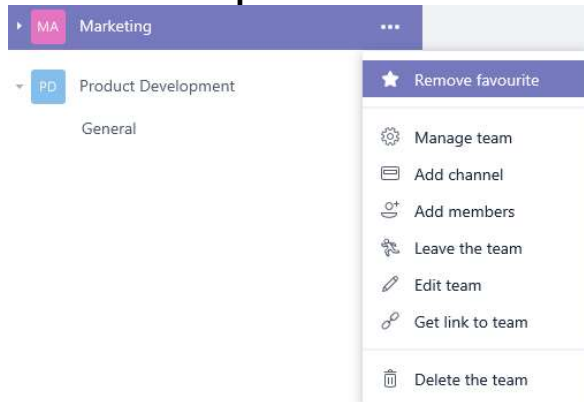 MA Marketing ...
Remove favourite
PD Product Development
General
Manage team
Add channel
Add members
Leave the team
Edit team
Get link to team
Delete the team